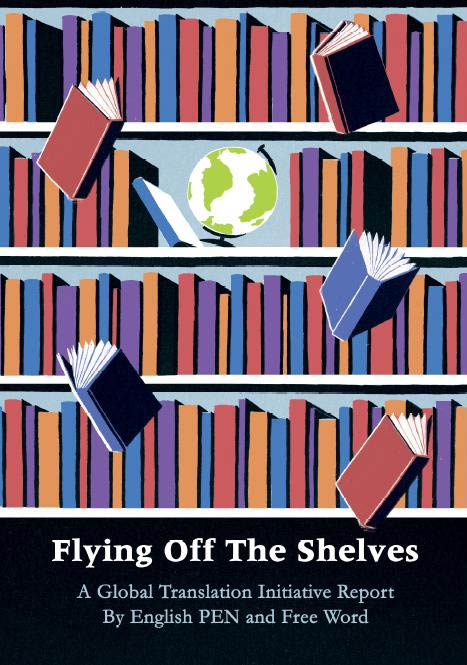 Flying Off The Shelves
A Global Translation Initiative Report
By English PEN and Free Word